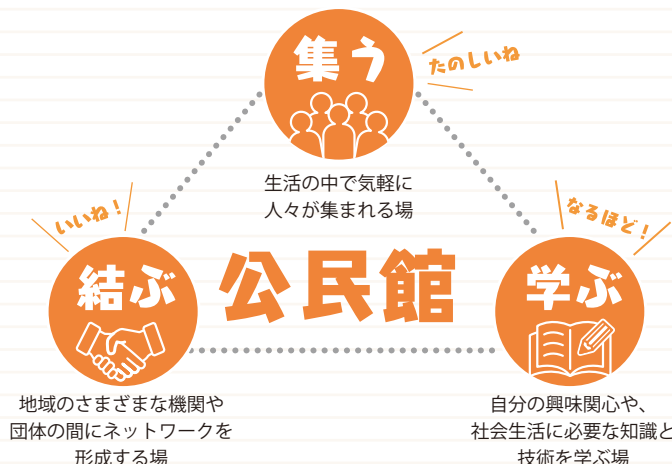 集う
たのしいね
生活の中で気軽に
人々が集まれる場
いいね!
なるほど!
結ぶ
公民館
学ぶ
地域のさまざまな機関や
団体の間にネットワークを
形成する場
自分の興味関心や、
社会生活に必要な知識と
技術を学ぶ場